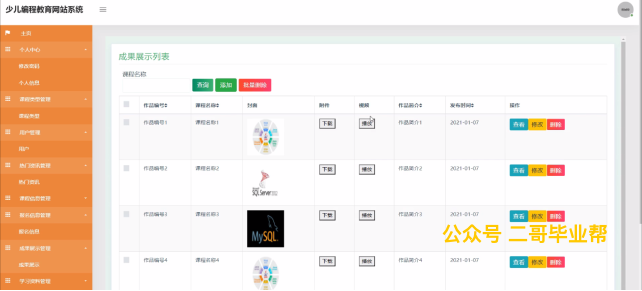 少儿编程教育网站系统
主页
个人中心
修改密码
个人信息
课程类型管理
课程类型
用户管理
用户
热门资讯管理
热门资讯
课程信息管理
报名信息管理
报名信息
成果展示管理
成果展示
学习资料管理
成果展示列表
课程名称
查询 添加 批量删除
作品编号 课程名称 封面 附件 视频 作品简介 发布时间 操作
作品编号1 课程名称1 下载 播放 作品简介1 2021-01-07 查看 修改 删除
作品编号2 课程名称2 SQL Server 下载 播放 作品简介2 2021-01-07 查看 修改 删除
作品编号3 课程名称3 MySQL 下载 播放 作品简介3 2021-01-07 查看 修改 删除
公众号 二哥毕业帮
作品编号4 课程名称4 下载 播放 作品简介4 2021-01-07 查看 修改 删除